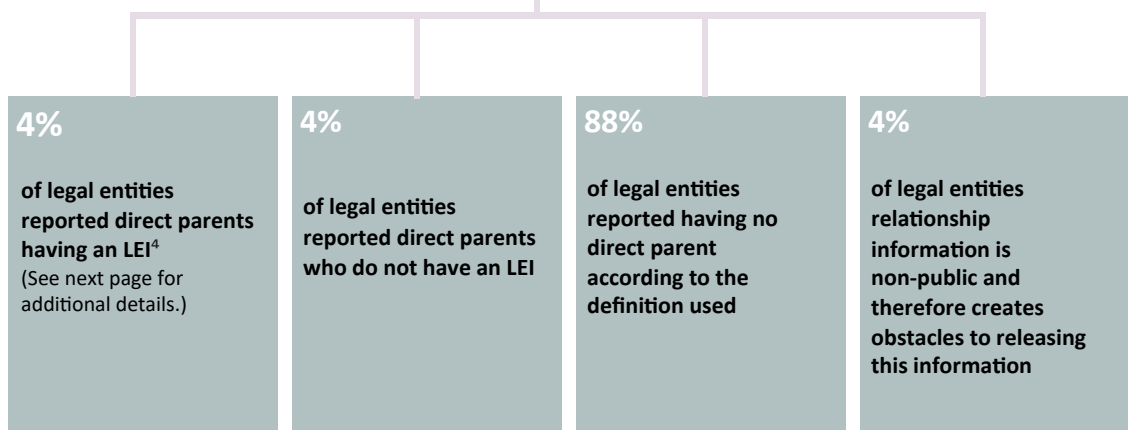 4%
of legal entities
reported direct parents
having an LEI4
(See next page for
additional details.)
4%
of legal entities
reported direct parents
who do not have an LEI
88%
of legal entities
reported having no
direct parent
according to the
definition used
4%
of legal entities
relationship
information is
non-public and
therefore creates
obstacles to releasing
this information